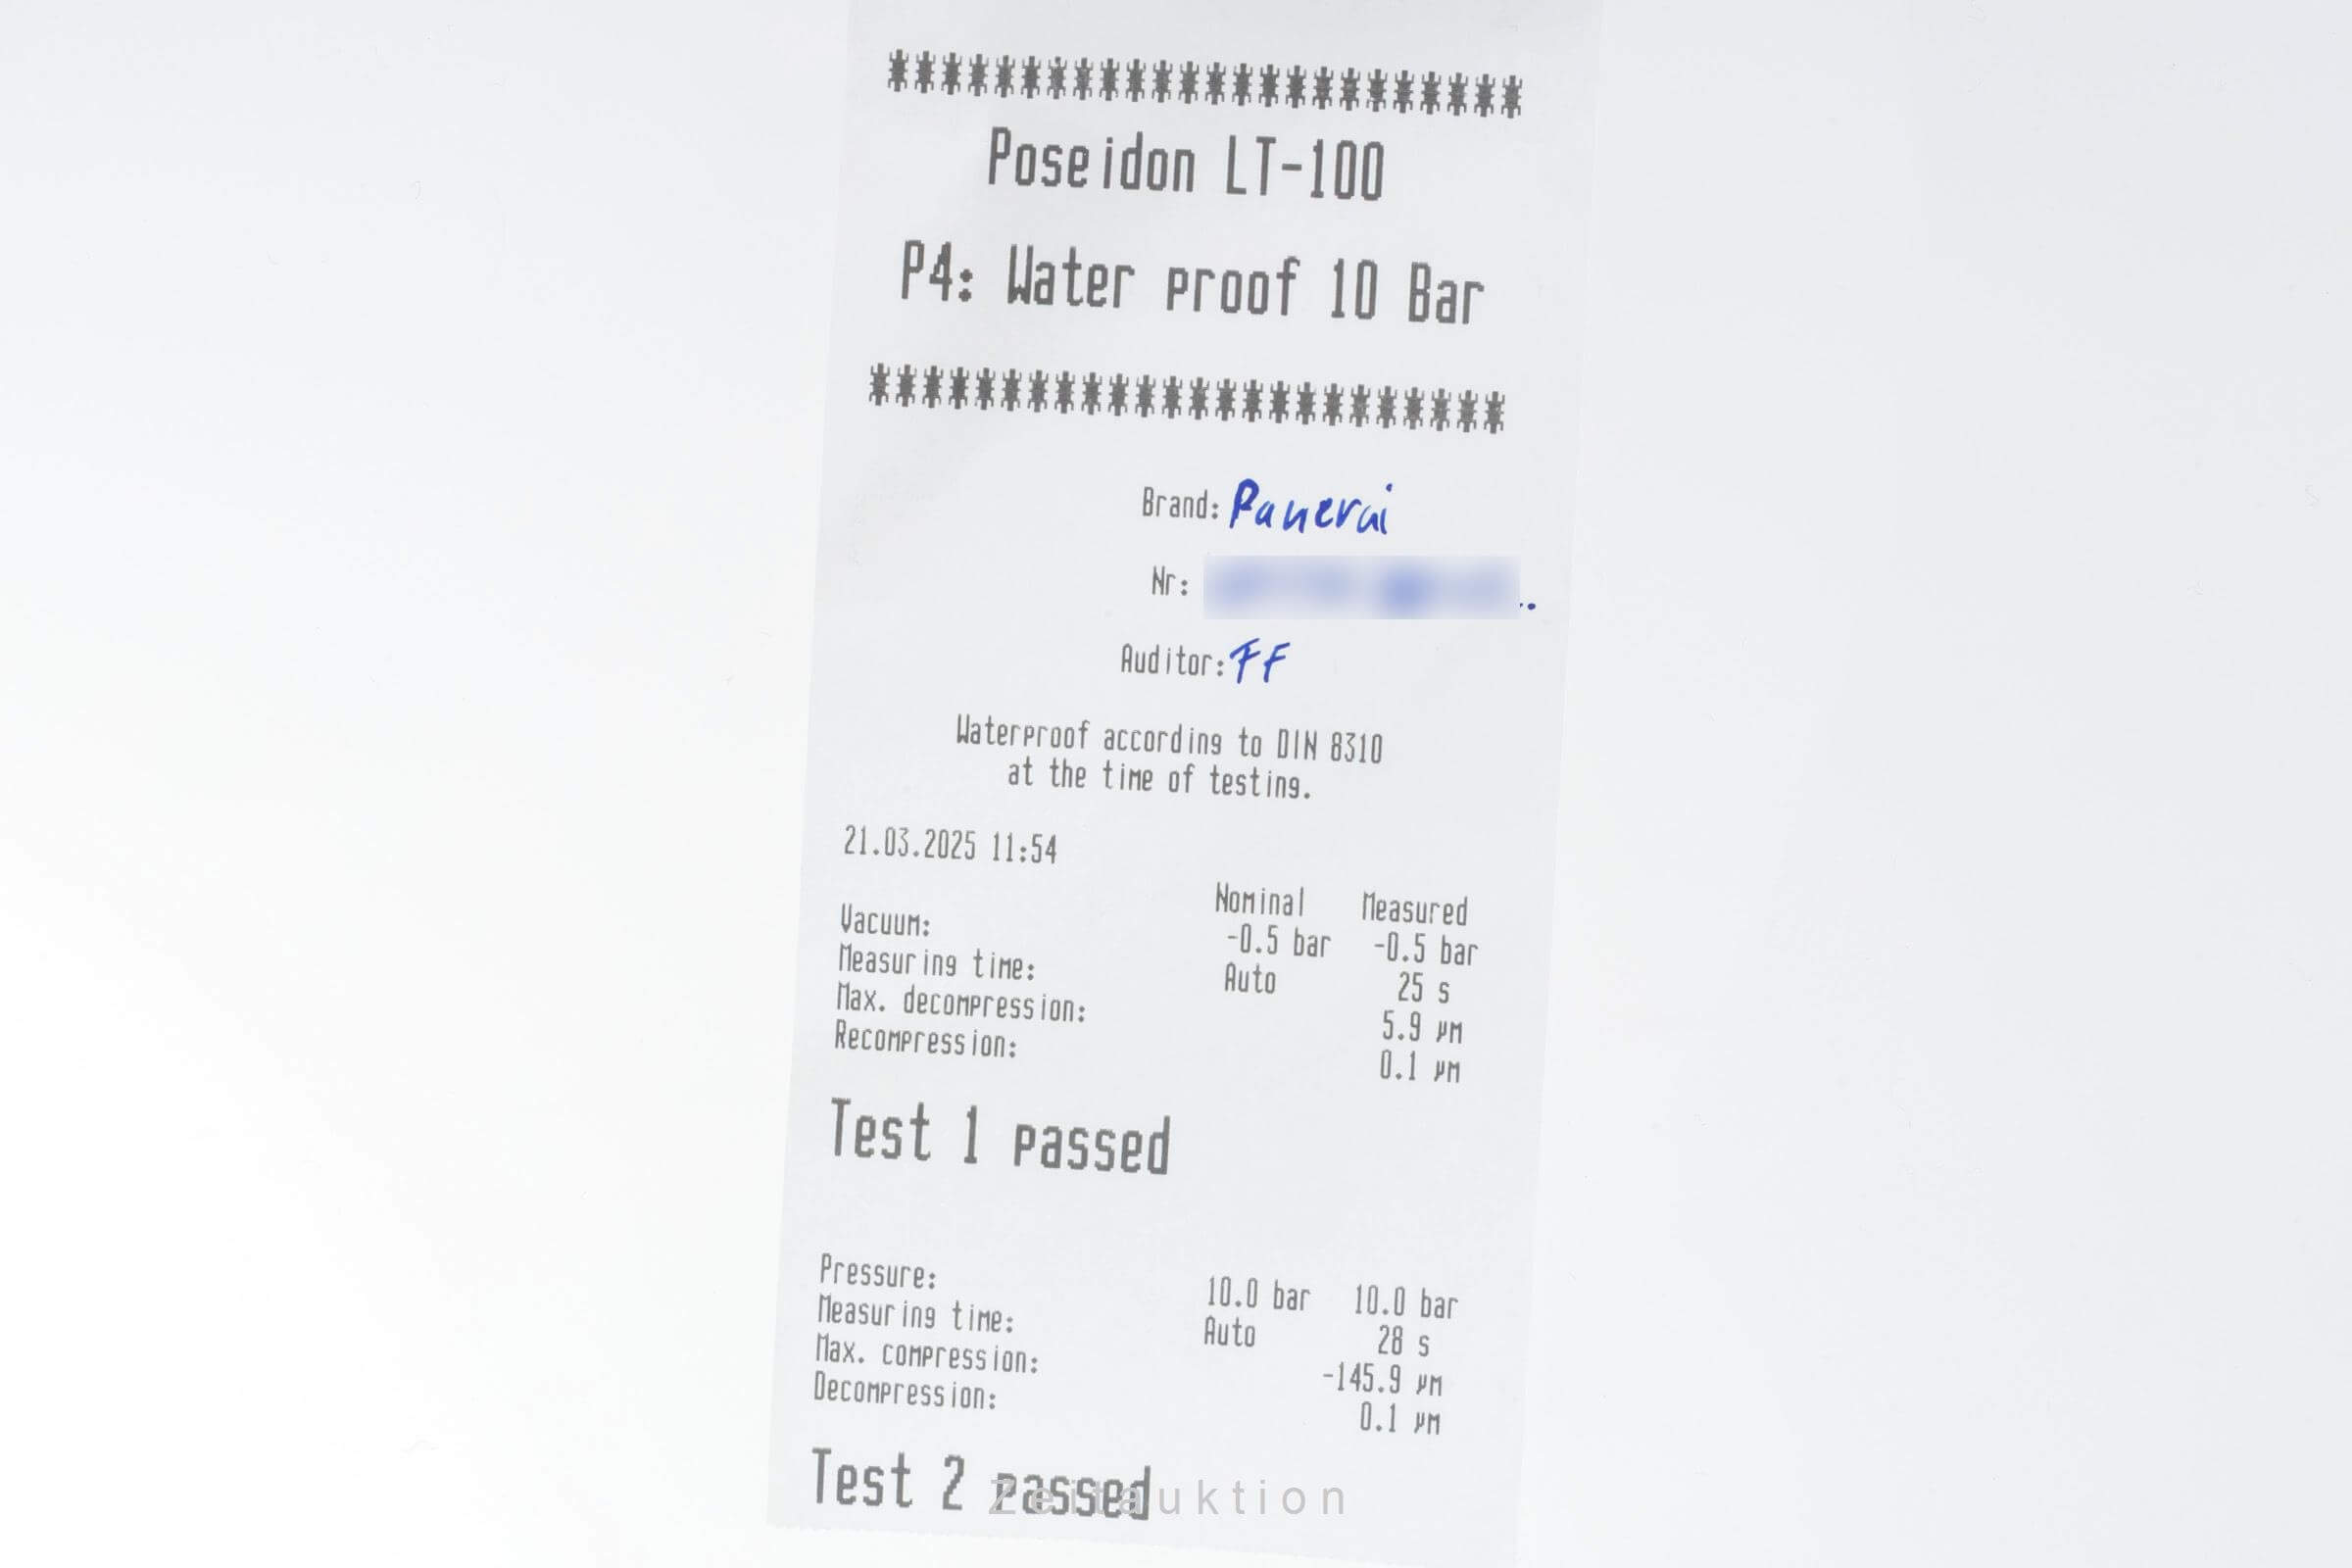 ************************
Poseidon LT-100
P4: Water proof 10 Bar
************************
Brand: Panerai
Nr:
Auditor: FF
Waterproof according to DIN 8310
at the time of testing.
21.03.2025 11:54
Nominal Measured
Vacuum: -0.5 bar -0.5 bar
Measuring time: Auto 25 s
Max. decompression: 5.9 µm
Recompression: 0.1 µm
Test 1 passed
Pressure: 10.0 bar 10.0 bar
Measuring time: Auto 28 s
Max. compression: -145.9 µm
Decompression: 0.1 µm
Test 2 passed
Zeitauktion